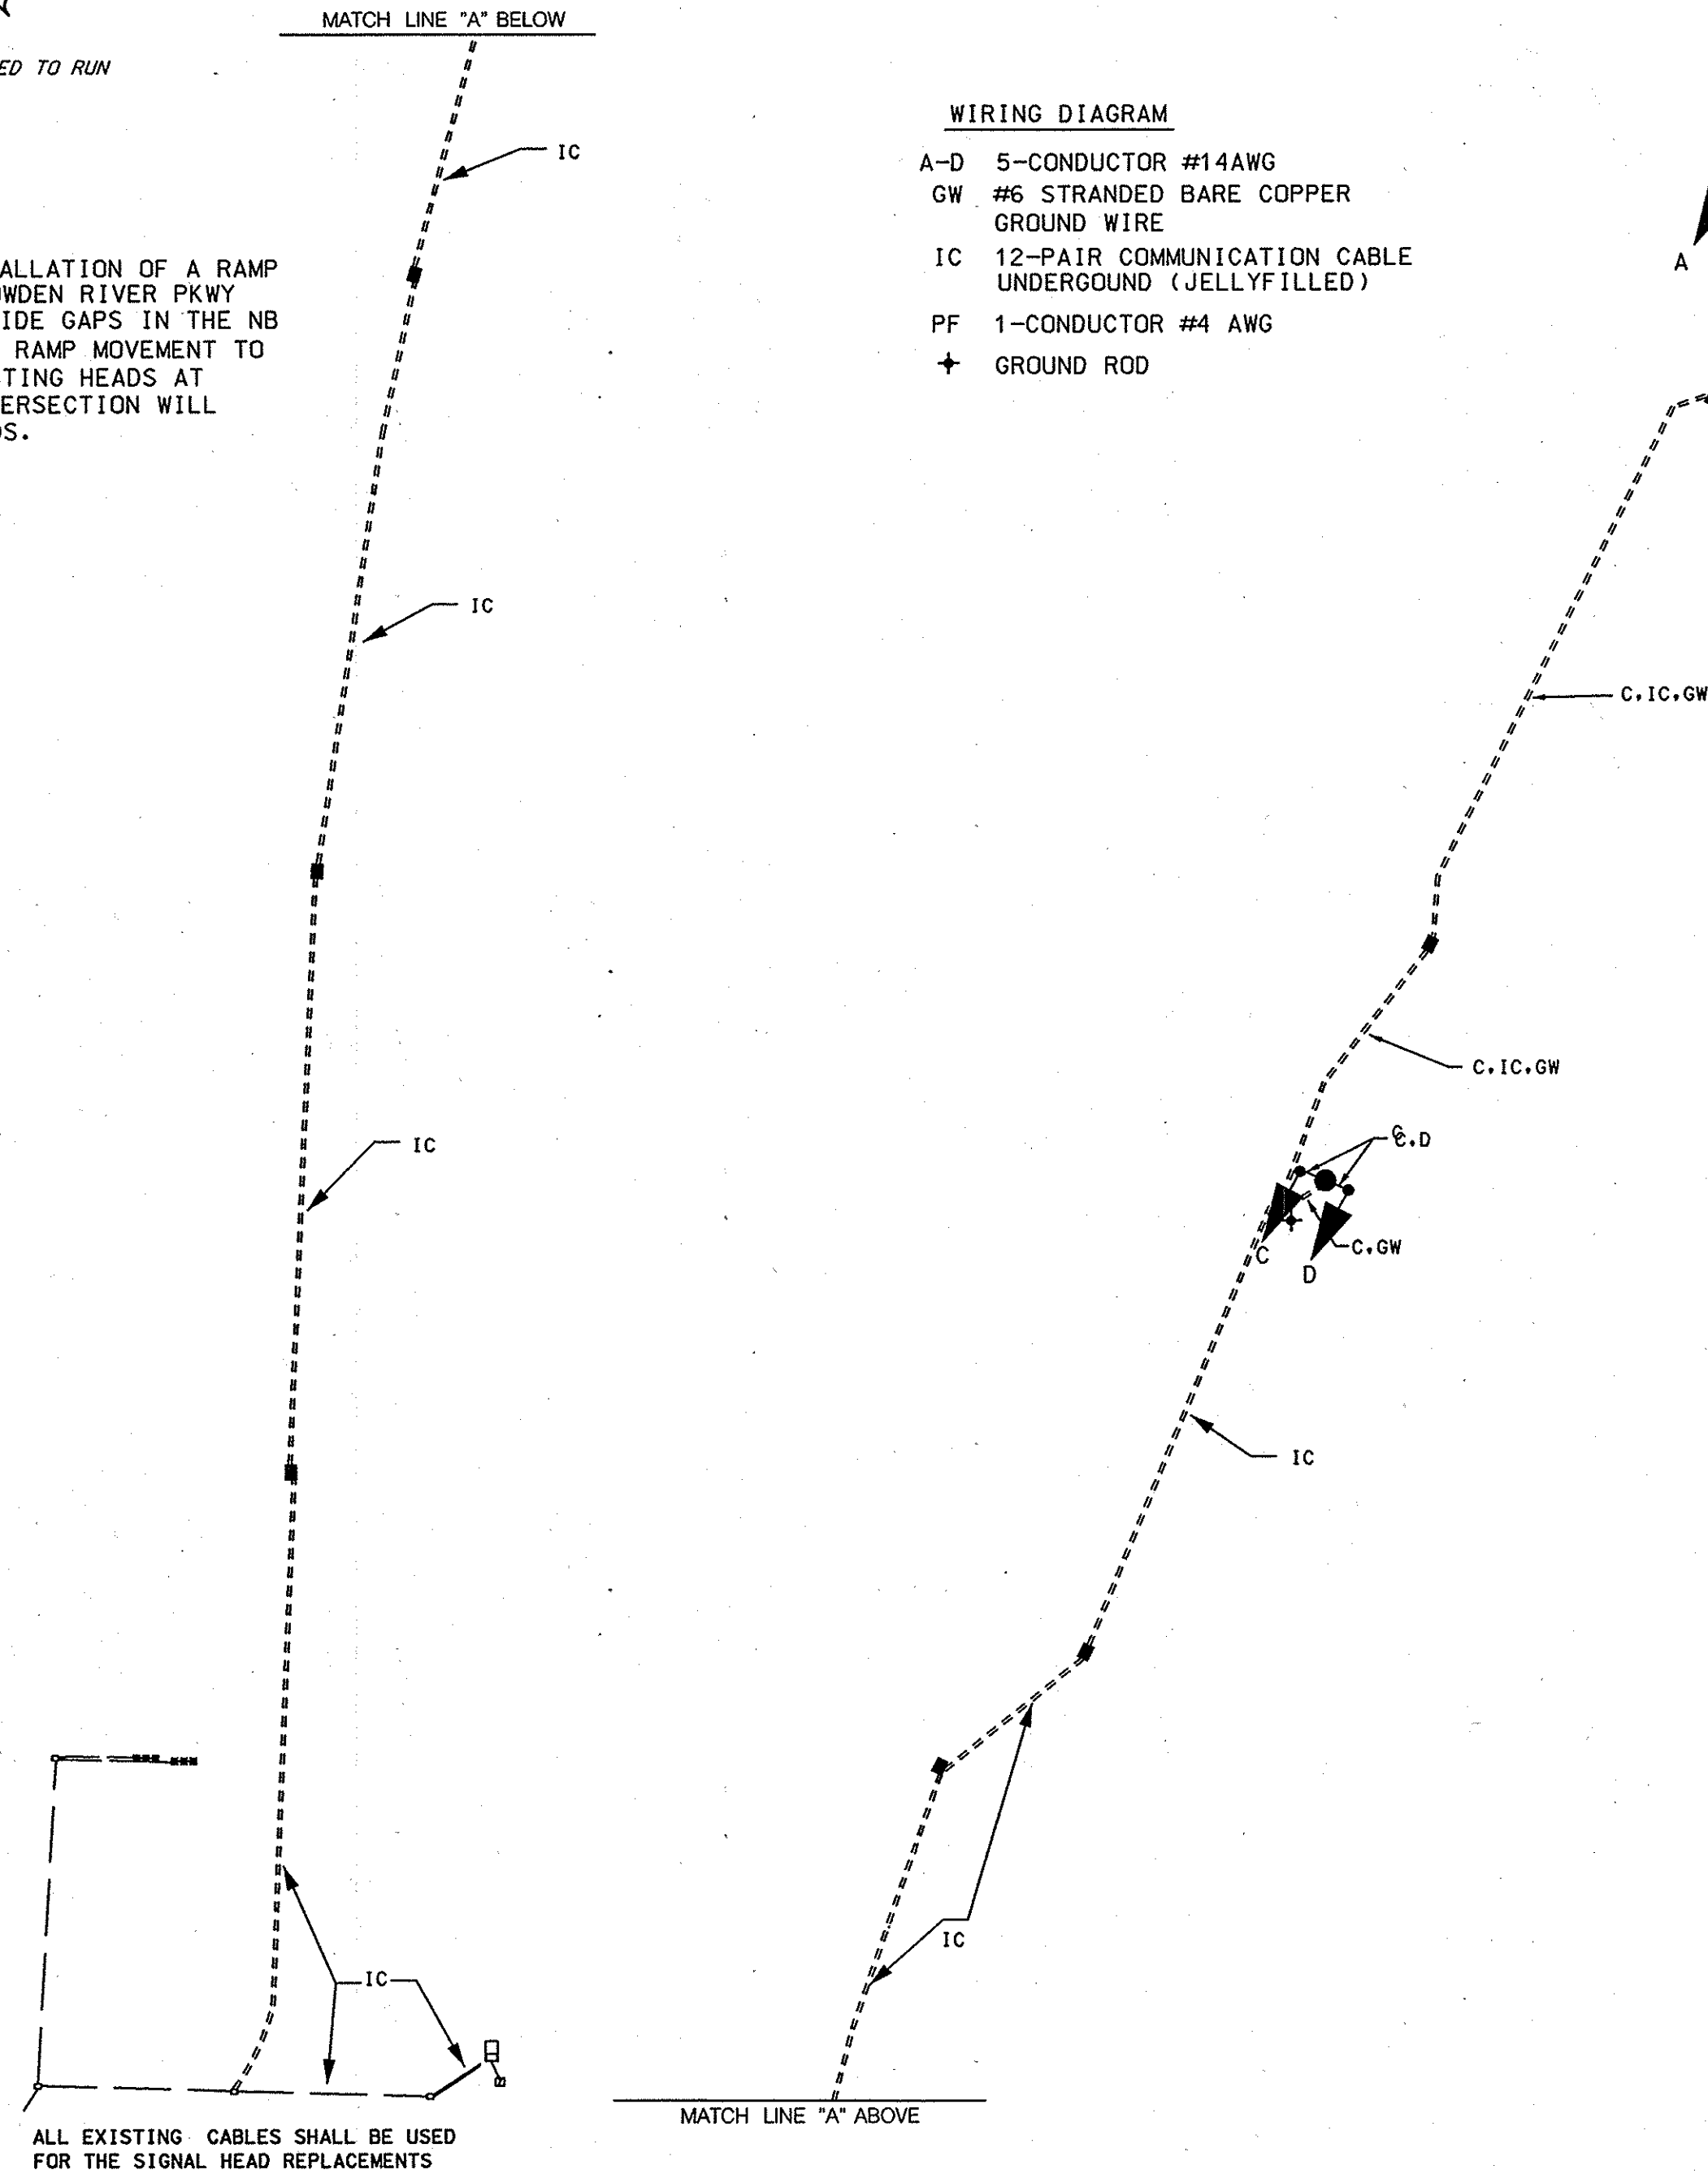 MATCH LINE "A" BELOW
ED TO RUN
IC
WIRING DIAGRAM
A-D 5-CONDUCTOR #14AWG
GW #6 STRANDED BARE COPPER
GROUND WIRE
IC 12-PAIR COMMUNICATION CABLE
UNDERGOUND (JELLYFILLED)
PF 1-CONDUCTOR #4 AWG
GROUND ROD
A
ALLATION OF A RAMP
OWDEN RIVER PKWY
IDE GAPS IN THE NB
RAMP MOVEMENT TO
TING HEADS AT
ERSECTION WILL
DS.
IC
C,IC,GW
C,IC,GW
IC
C,D
C
D
C,GW
IC
IC
IC
MATCH LINE "A" ABOVE
ALL EXISTING CABLES SHALL BE USED
FOR THE SIGNAL HEAD REPLACEMENTS